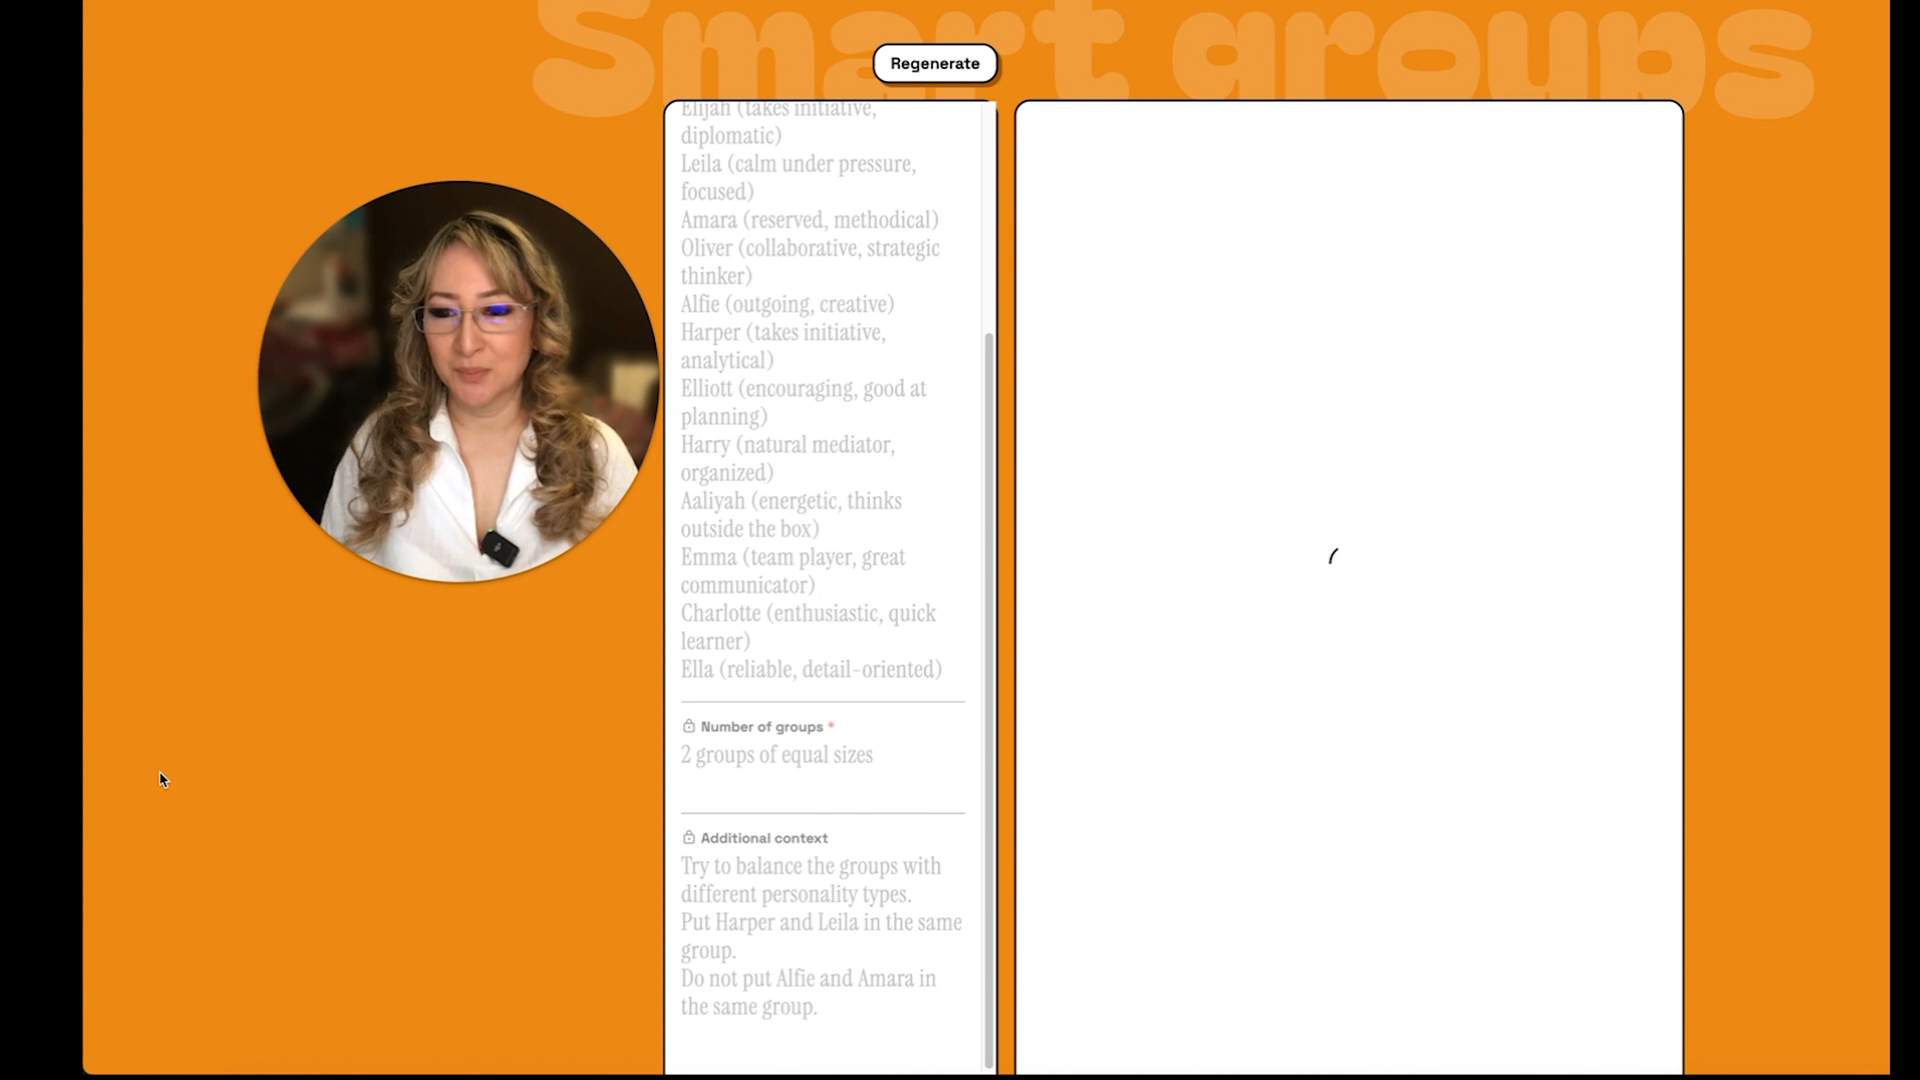 Smart groups
Regenerate
Elijah (takes initiative,
diplomatic)
Leila (calm under pressure,
focused)
Amara (reserved, methodical)
Oliver (collaborative, strategic
thinker)
Alfie (outgoing, creative)
Harper (takes initiative,
analytical)
Elliott (encouraging, good at
planning)
Harry (natural mediator,
organized)
Aaliyah (energetic, thinks
outside the box)
Emma (team player, great
communicator)
Charlotte (enthusiastic, quick
learner)
Ella (reliable, detail-oriented)
Number of groups *
2 groups of equal sizes
Additional context
Try to balance the groups with
different personality types.
Put Harper and Leila in the same
group.
Do not put Alfie and Amara in
the same group.